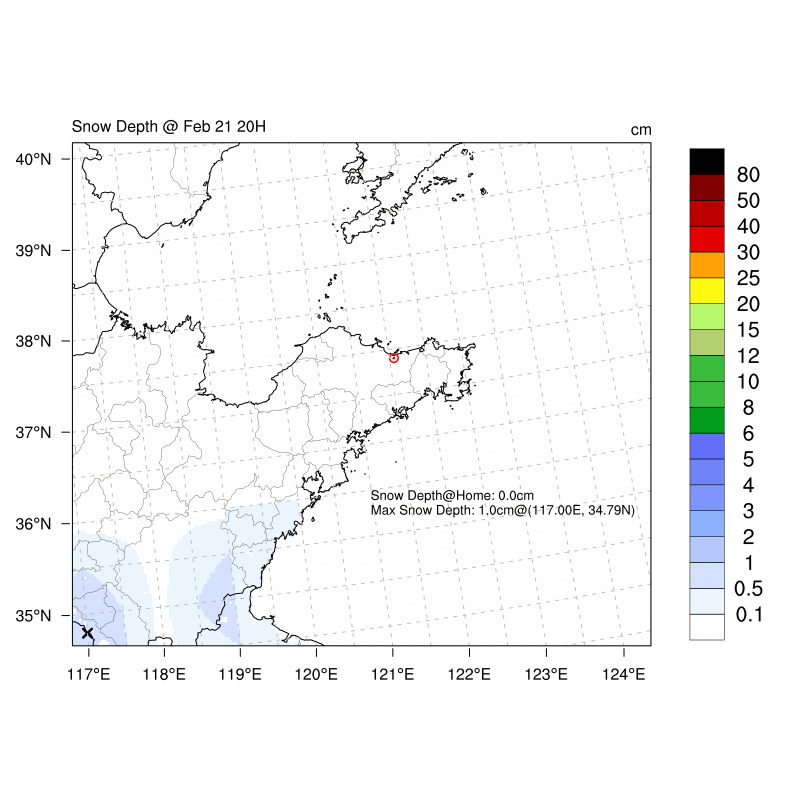 Snow Depth @ Feb 21 20H
cm
40°N
39°N
38°N
37°N
36°N
35°N
117°E 118°E 119°E 120°E 121°E 122°E 123°E 124°E
Snow Depth@Home: 0.0cm
Max Snow Depth: 1.0cm@(117.00E, 34.79N)
80
50
40
30
25
20
15
12
10
8
6
5
4
3
2
1
0.5
0.1